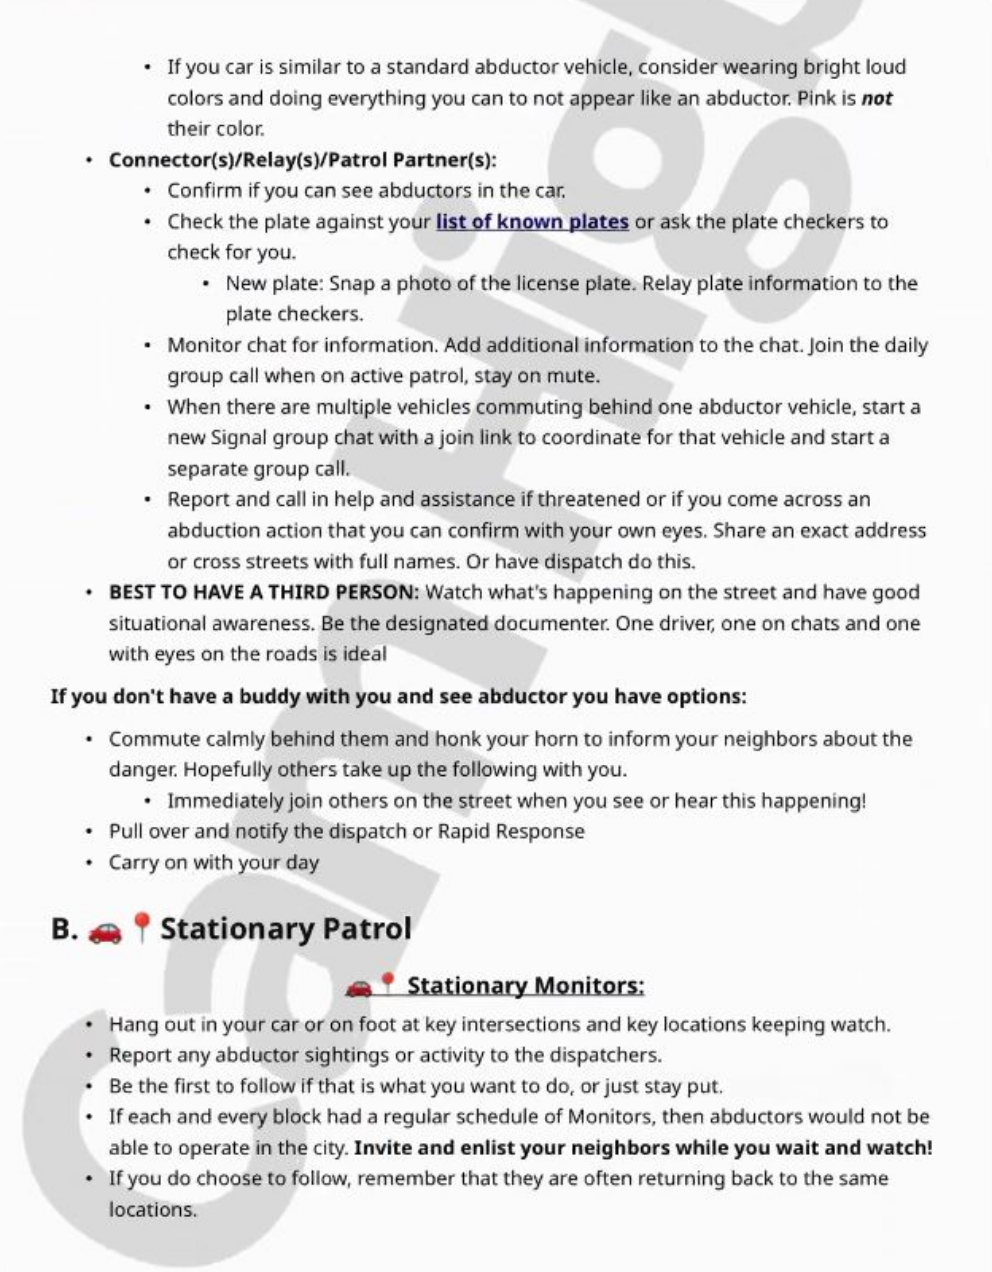 • If you car is similar to a standard abductor vehicle, consider wearing bright loud
colors and doing everything you can to not appear like an abductor. Pink is not
their color.
• Connector(s)/Relay(s)/Patrol Partner(s):
• Confirm if you can see abductors in the car.
• Check the plate against your list of known plates or ask the plate checkers to
check for you.
• New plate: Snap a photo of the license plate. Relay plate information to the
plate checkers.
• Monitor chat for information. Add additional information to the chat. Join the daily
group call when on active patrol, stay on mute.
• When there are multiple vehicles commuting behind one abductor vehicle, start a
new Signal group chat with a join link to coordinate for that vehicle and start a
separate group call.
• Report and call in help and assistance if threatened or if you come across an
abduction action that you can confirm with your own eyes. Share an exact address
or cross streets with full names. Or have dispatch do this.
• BEST TO HAVE A THIRD PERSON: Watch what's happening on the street and have good
situational awareness. Be the designated documenter. One driver, one on chats and one
with eyes on the roads is ideal
If you don't have a buddy with you and see abductor you have options:
• Commute calmly behind them and honk your horn to inform your neighbors about the
danger. Hopefully others take up the following with you.
• Immediately join others on the street when you see or hear this happening!
• Pull over and notify the dispatch or Rapid Response
• Carry on with your day
B. 🚗📍Stationary Patrol
🚗📍 Stationary Monitors:
• Hang out in your car or on foot at key intersections and key locations keeping watch.
• Report any abductor sightings or activity to the dispatchers.
• Be the first to follow if that is what you want to do, or just stay put.
• If each and every block had a regular schedule of Monitors, then abductors would not be
able to operate in the city. Invite and enlist your neighbors while you wait and watch!
• If you do choose to follow, remember that they are often returning back to the same
locations.